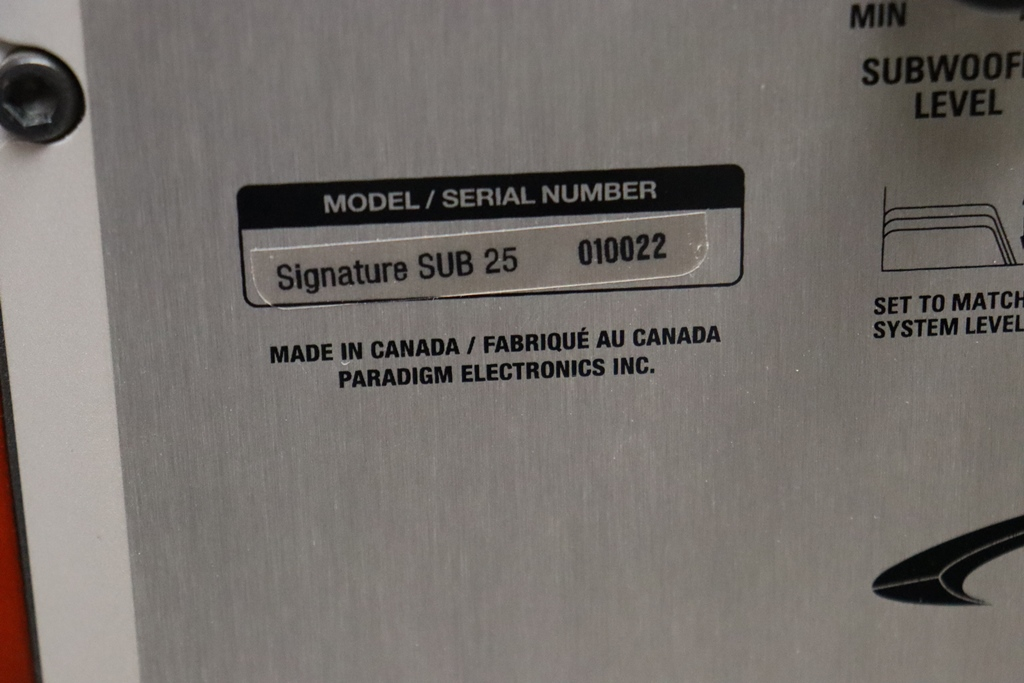 MIN
SUBWOOF
LEVEL
MODEL / SERIAL NUMBER
Signature SUB 25 010022
MADE IN CANADA / FABRIQUÉ AU CANADA
PARADIGM ELECTRONICS INC.
SET TO MATCH
SYSTEM LEVEL